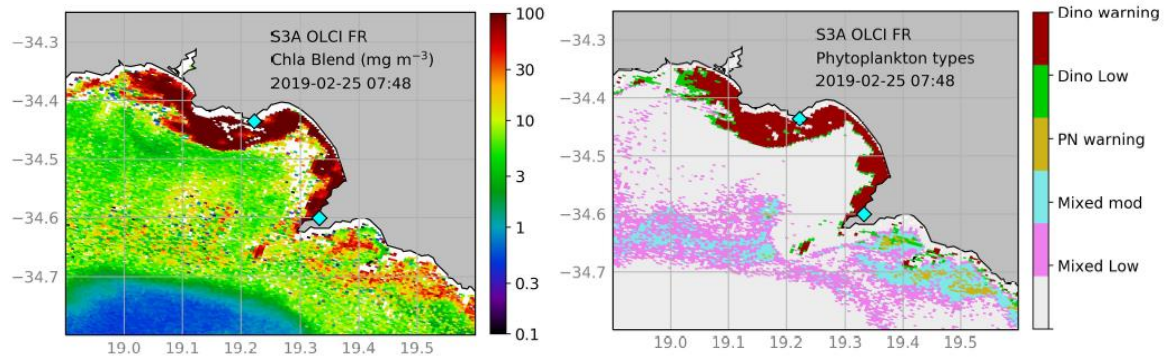 S3A OLCI FR
Chla Blend (mg m⁻³)
2019-02-25 07:48
−34.3
−34.4
−34.5
−34.6
−34.7
19.0 19.1 19.2 19.3 19.4 19.5
100
30
10
3
1
0.3
0.1
S3A OLCI FR
Phytoplankton types
2019-02-25 07:48
−34.3
−34.4
−34.5
−34.6
−34.7
19.0 19.1 19.2 19.3 19.4 19.5
Dino warning
Dino Low
PN warning
Mixed mod
Mixed Low